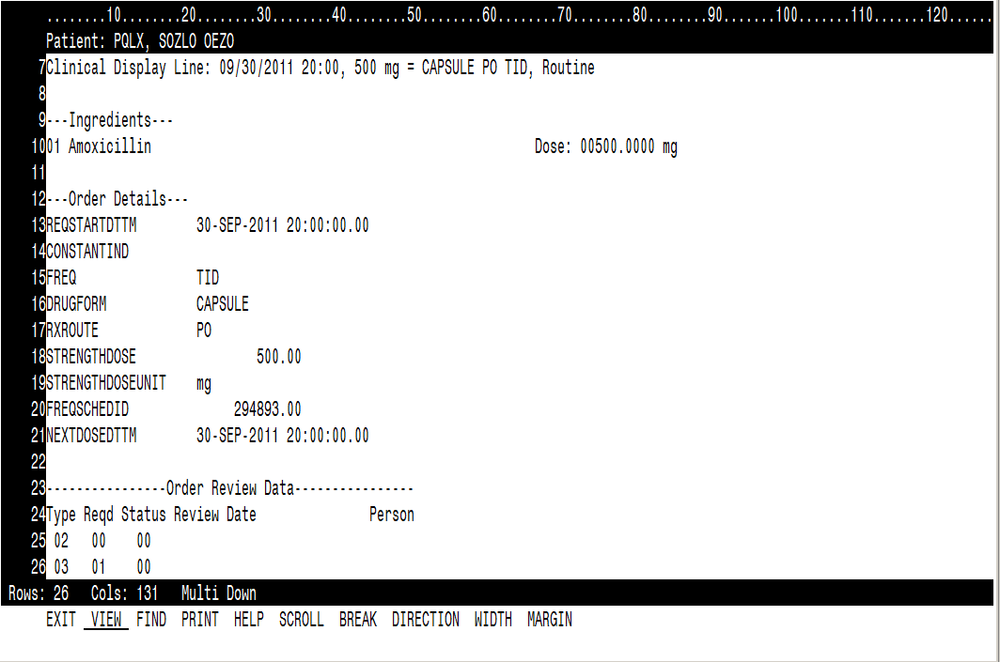 .......10........20........30........40........50........60........70........80........90.......100.......110.......120......
Patient: PQLX, SOZLO OEZO
7Clinical Display Line: 09/30/2011 20:00, 500 mg = CAPSULE PO TID, Routine
8
9---Ingredients---
1001 Amoxicillin Dose: 00500.0000 mg
11
12---Order Details---
13REQSTARTDTTM 30-SEP-2011 20:00:00.00
14CONSTANTIND
15FREQ TID
16DRUGFORM CAPSULE
17RXROUTE PO
18STRENGTHDOSE 500.00
19STRENGTHDOSEUNIT mg
20FREQSCHEDID 294893.00
21NEXTDOSEDTTM 30-SEP-2011 20:00:00.00
22
23----------------Order Review Data----------------
24Type Reqd Status Review Date Person
25 02 00 00
26 03 01 00
Rows: 26 Cols: 131 Multi Down
EXIT VIEW FIND PRINT HELP SCROLL BREAK DIRECTION WIDTH MARGIN